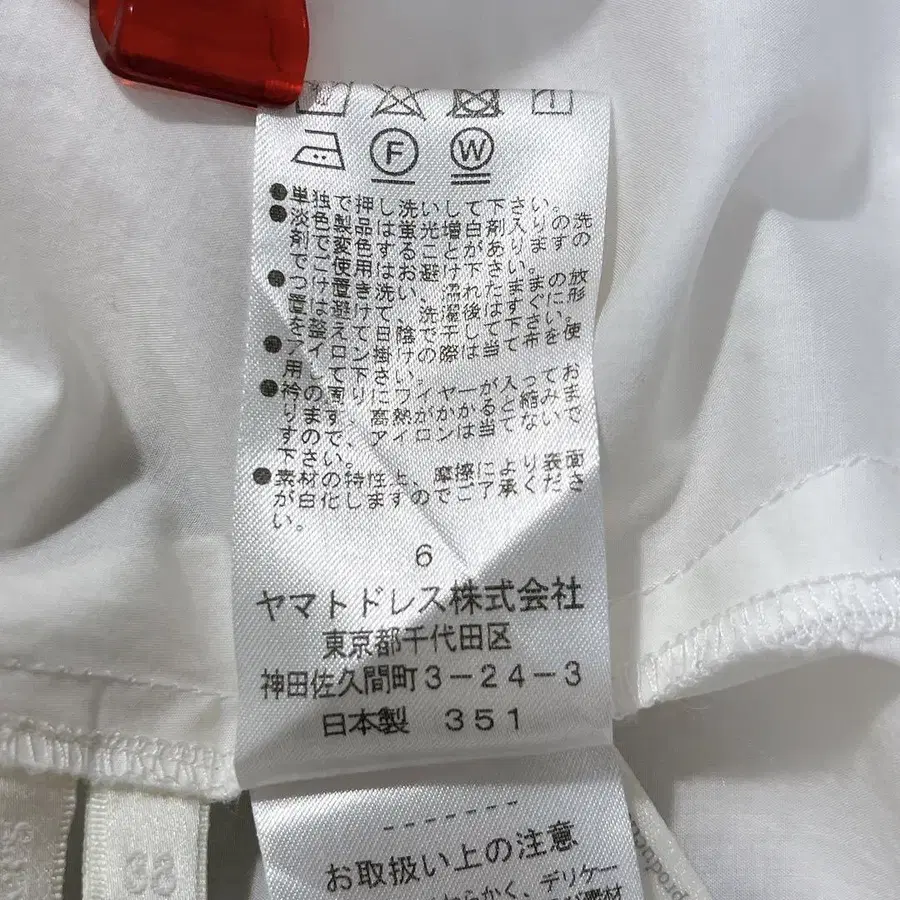 F W
●単独で押し洗いして下さい。
●淡色製品は蛍光増白剤入りの洗
剤で変色する二とがありますの
でご使用はお避け下さい。
●つけ置き洗い、濡れたままの放
置は避けて、洗濯後はすぐに形
を整えて日陰で干して下さい。
●アイロン掛けの際は当て布を使
用して下さい。
●衿の周りにワイヤーが入ってお
ります。高熱がかかると縮みま
すので、アイロンは当てないで
下さい。
●素材の特性上、摩擦により表面
が白化しますのでご了承くださ
い。
6
ヤマトドレス株式会社
東京都千代田区
神田佐久間町3-24-3
日本製 351
-------
お取扱い上の注意
らかく、デリケー
38